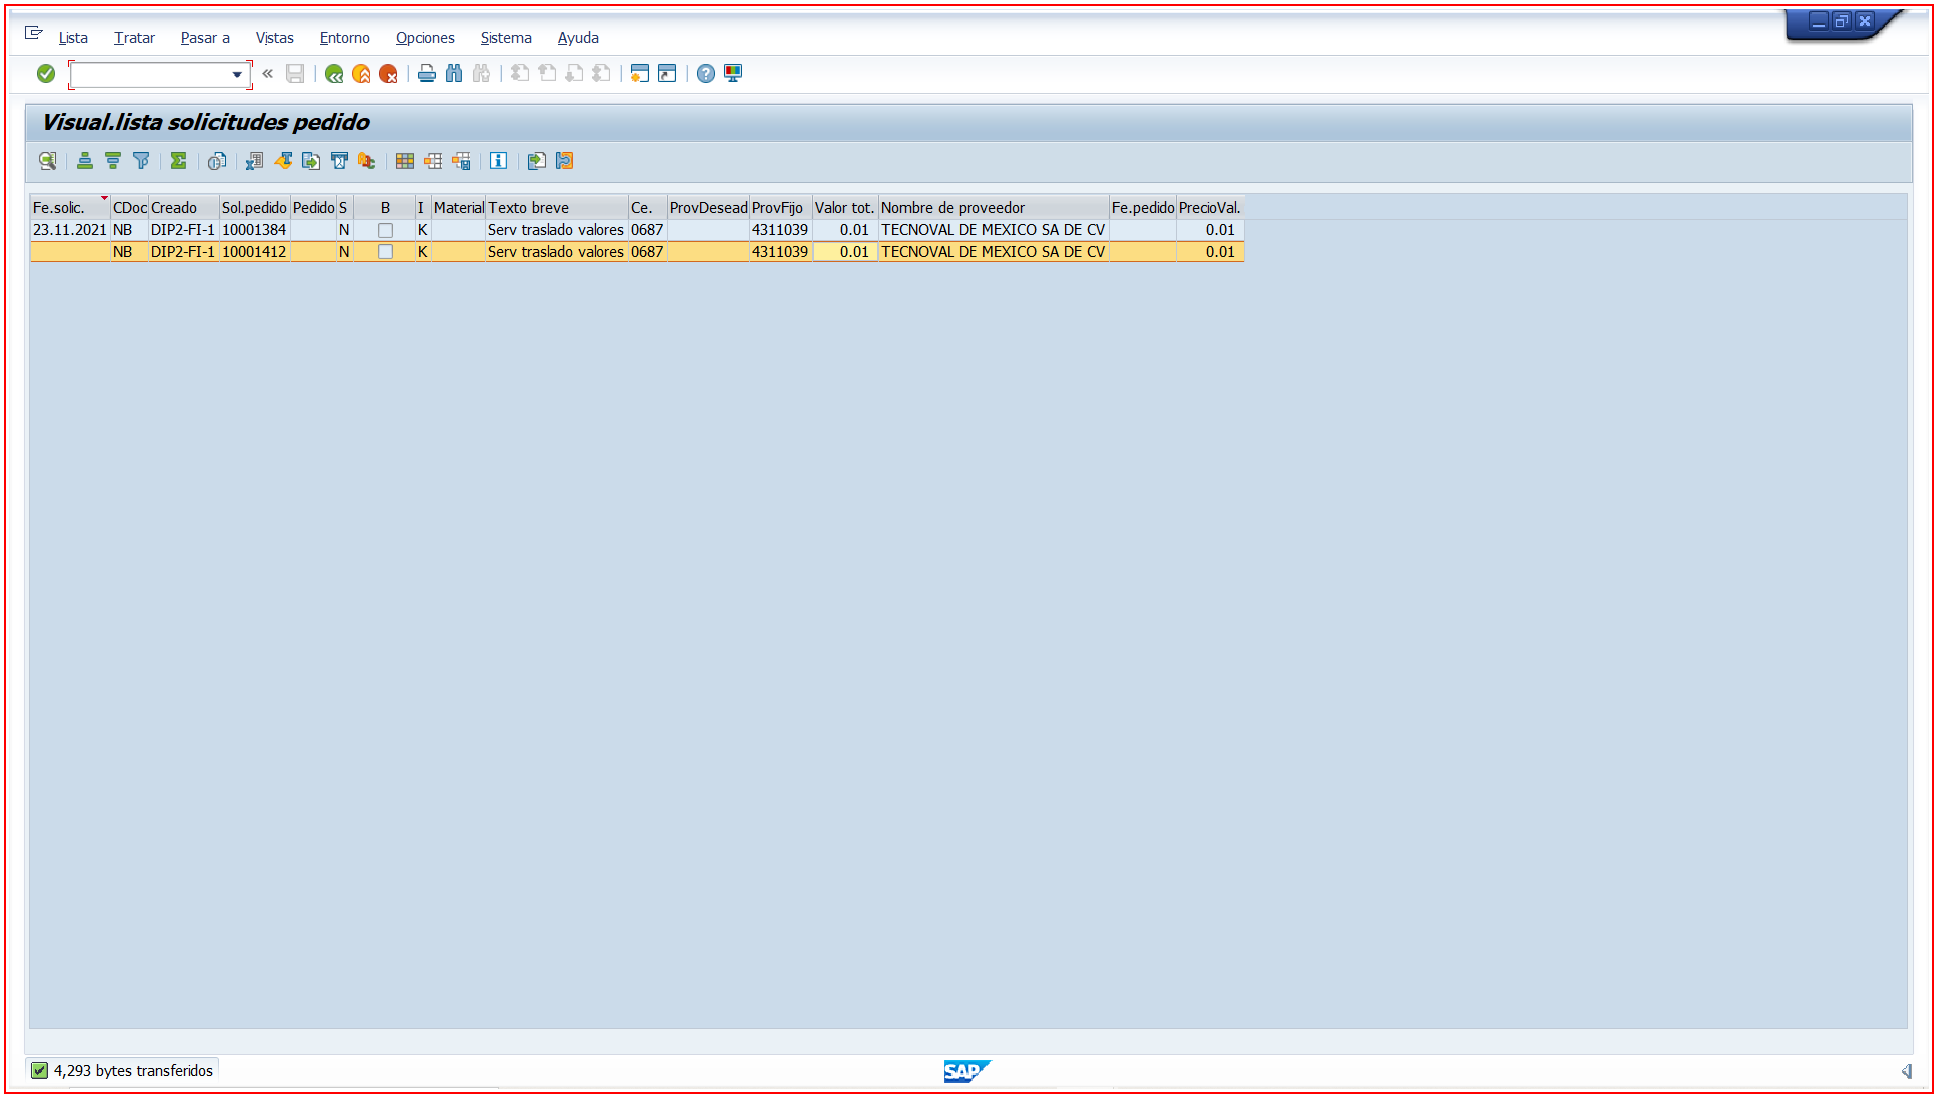 Lista Tratar Pasar a Vistas Entorno Opciones Sistema Ayuda
Visual.lista solicitudes pedido
Fe.solic. CDoc Creado Sol.pedido Pedido S B I Material Texto breve Ce. ProvDesead ProvFijo Valor tot. Nombre de proveedor Fe.pedido PrecioVal.
23.11.2021 NB DIP2-FI-1 10001384 N K Serv traslado valores 0687 4311039 0.01 TECNOVAL DE MEXICO SA DE CV 0.01
NB DIP2-FI-1 10001412 N K Serv traslado valores 0687 4311039 0.01 TECNOVAL DE MEXICO SA DE CV 0.01
4,293 bytes transferidos
SAP